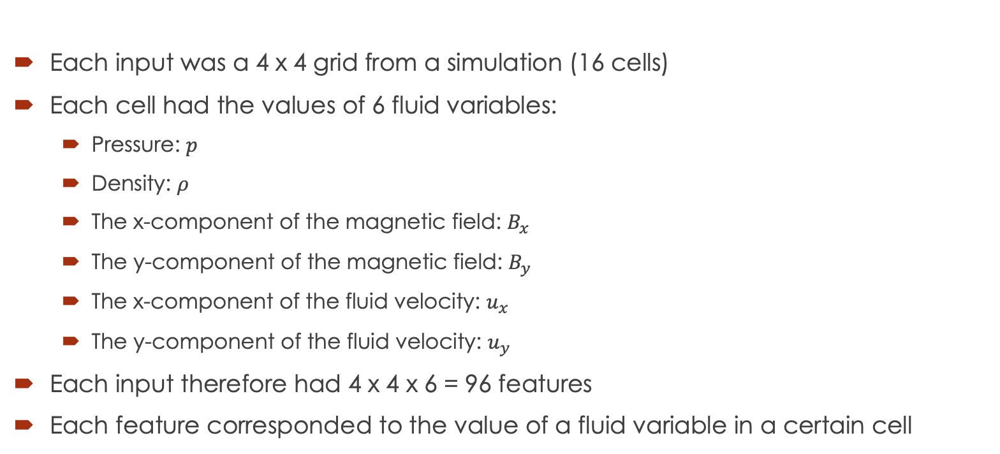 Each input was a 4 x 4 grid from a simulation (16 cells)
Each cell had the values of 6 fluid variables:
Pressure: p
Density: ρ
The x-component of the magnetic field: Bₓ
The y-component of the magnetic field: B_y
The x-component of the fluid velocity: uₓ
The y-component of the fluid velocity: u_y
Each input therefore had 4 x 4 x 6 = 96 features
Each feature corresponded to the value of a fluid variable in a certain cell